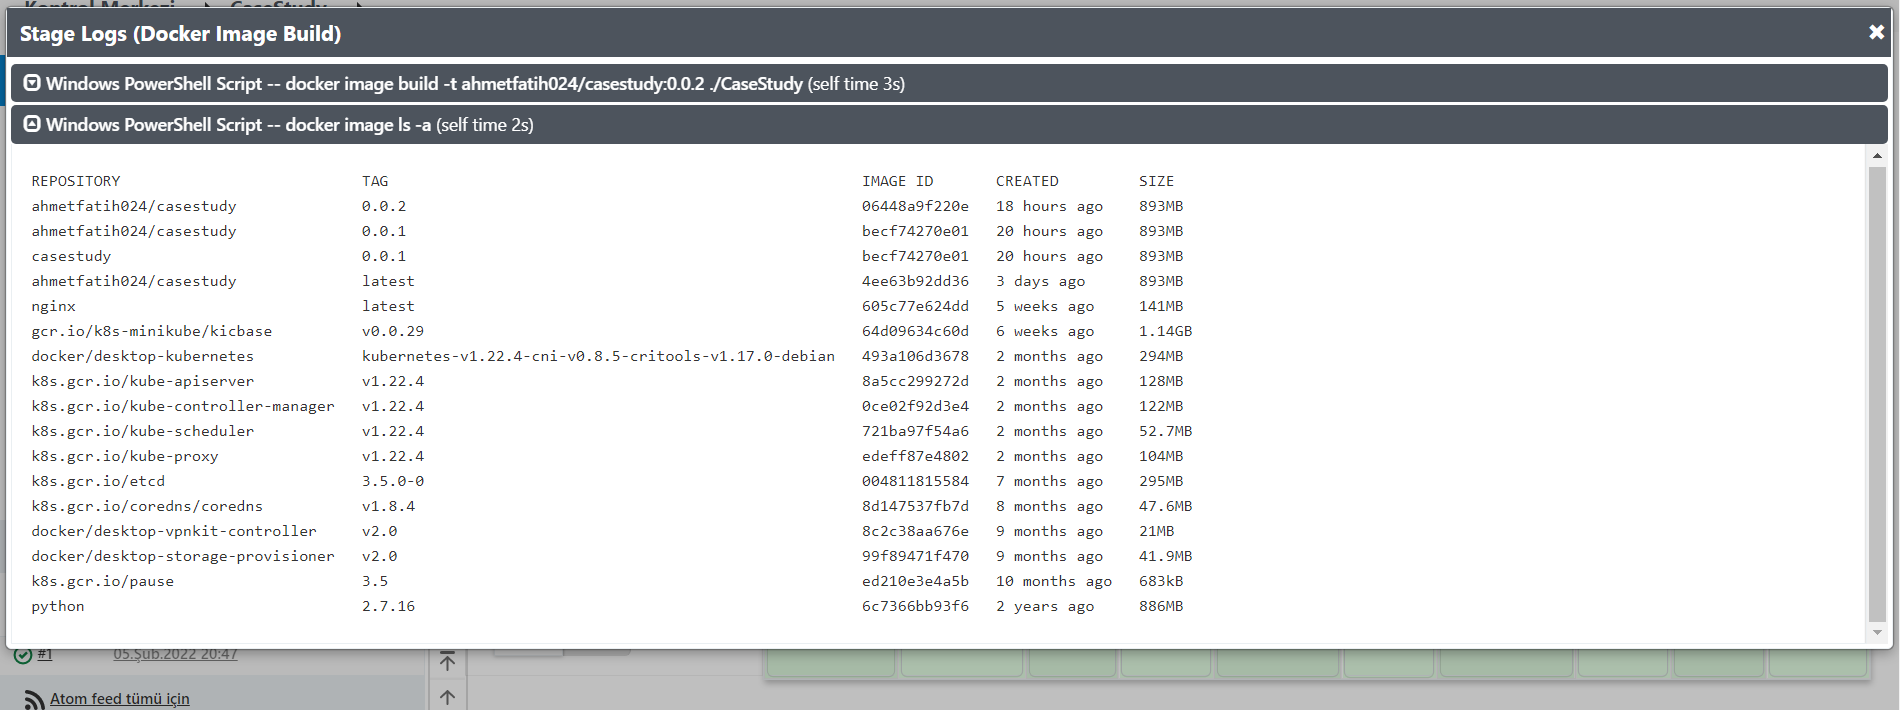 Kontrol Merkezi CaseStudy
Stage Logs (Docker Image Build)
Windows PowerShell Script -- docker image build -t ahmetfatih024/casestudy:0.0.2 ./CaseStudy (self time 3s)
Windows PowerShell Script -- docker image ls -a (self time 2s)
REPOSITORY TAG IMAGE ID CREATED SIZE
ahmetfatih024/casestudy 0.0.2 06448a9f220e 18 hours ago 893MB
ahmetfatih024/casestudy 0.0.1 becf74270e01 20 hours ago 893MB
casestudy 0.0.1 becf74270e01 20 hours ago 893MB
ahmetfatih024/casestudy latest 4ee63b92dd36 3 days ago 893MB
nginx latest 605c77e624dd 5 weeks ago 141MB
gcr.io/k8s-minikube/kicbase v0.0.29 64d09634c60d 6 weeks ago 1.14GB
docker/desktop-kubernetes kubernetes-v1.22.4-cni-v0.8.5-critools-v1.17.0-debian 493a106d3678 2 months ago 294MB
k8s.gcr.io/kube-apiserver v1.22.4 8a5cc299272d 2 months ago 128MB
k8s.gcr.io/kube-controller-manager v1.22.4 0ce02f92d3e4 2 months ago 122MB
k8s.gcr.io/kube-scheduler v1.22.4 721ba97f54a6 2 months ago 52.7MB
k8s.gcr.io/kube-proxy v1.22.4 edeff87e4802 2 months ago 104MB
k8s.gcr.io/etcd 3.5.0-0 004811815584 7 months ago 295MB
k8s.gcr.io/coredns/coredns v1.8.4 8d147537fb7d 8 months ago 47.6MB
docker/desktop-vpnkit-controller v2.0 8c2c38aa676e 9 months ago 21MB
docker/desktop-storage-provisioner v2.0 99f89471f470 9 months ago 41.9MB
k8s.gcr.io/pause 3.5 ed210e3e4a5b 10 months ago 683kB
python 2.7.16 6c7366bb93f6 2 years ago 886MB
#1 05.Şub.2022 20:47
Atom feed tümü için